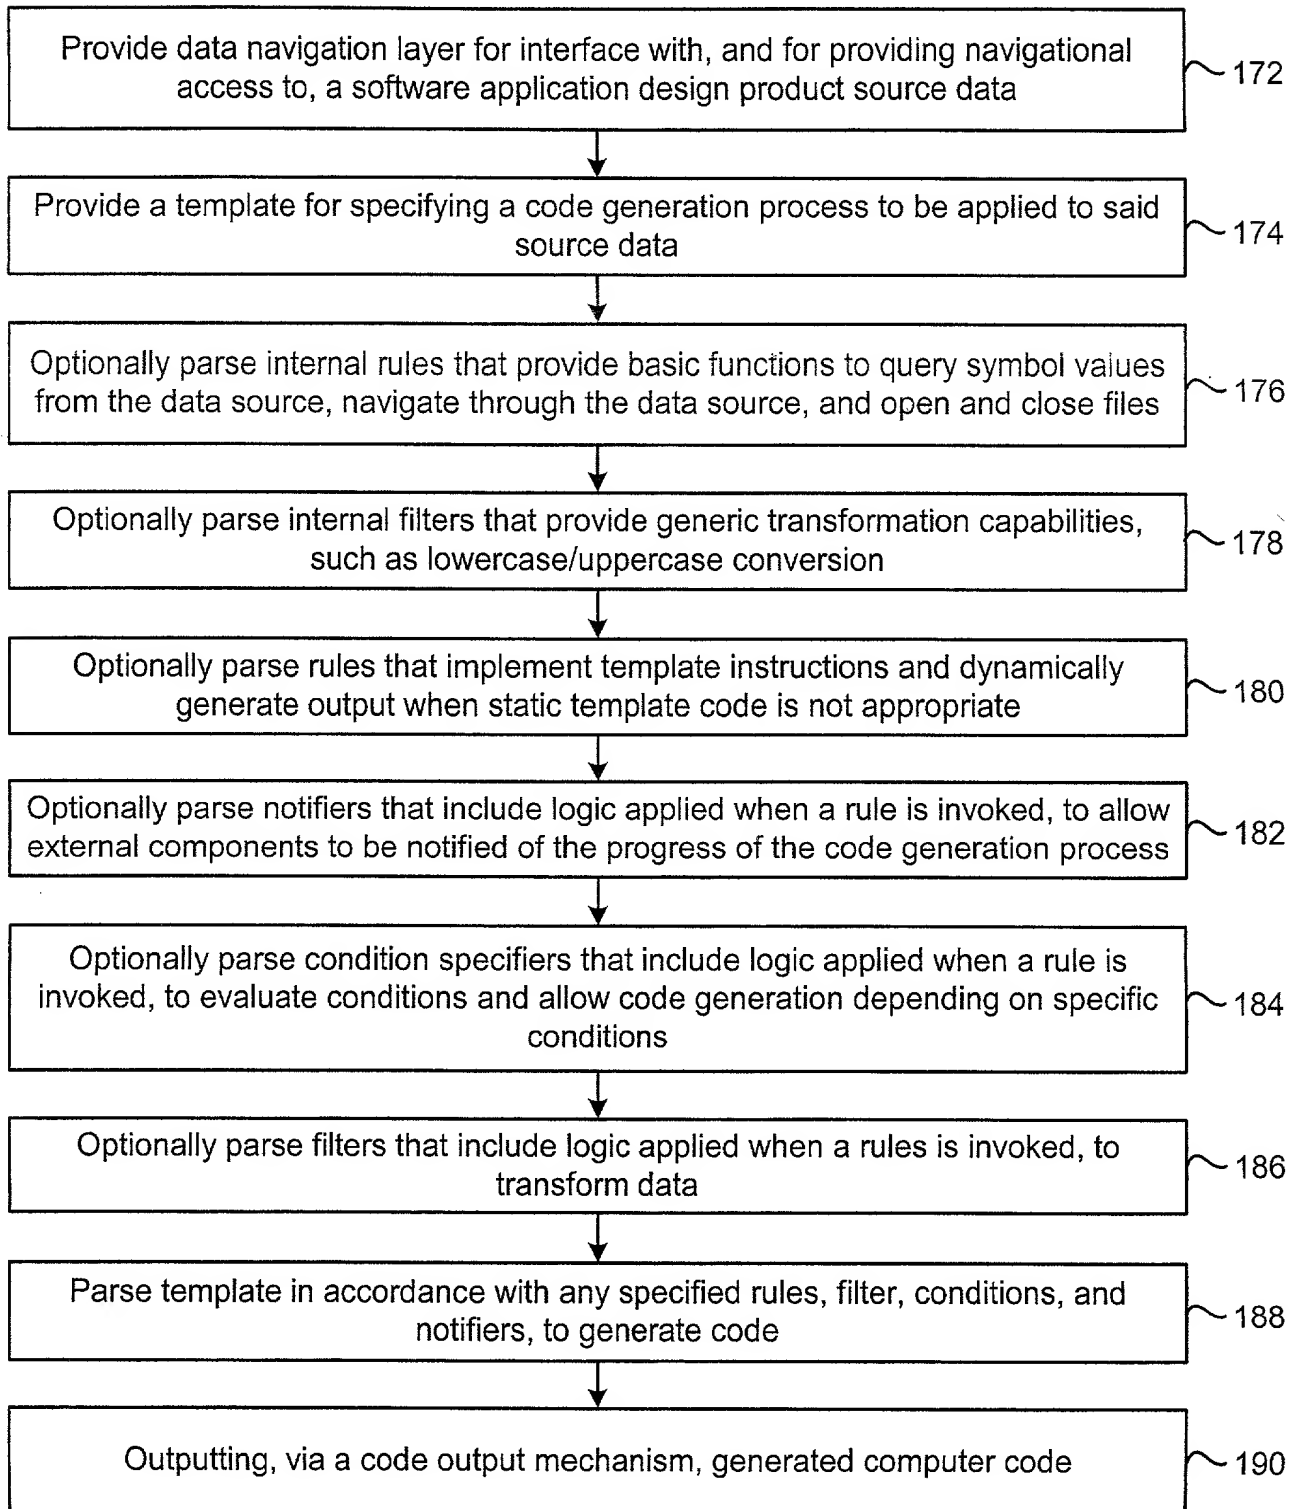 Provide data navigation layer for interface with, and for providing navigational
access to, a software application design product source data
172
Provide a template for specifying a code generation process to be applied to said
source data
174
Optionally parse internal rules that provide basic functions to query symbol values
from the data source, navigate through the data source, and open and close files
176
Optionally parse internal filters that provide generic transformation capabilities,
such as lowercase/uppercase conversion
178
Optionally parse rules that implement template instructions and dynamically
generate output when static template code is not appropriate
180
Optionally parse notifiers that include logic applied when a rule is invoked, to allow
external components to be notified of the progress of the code generation process
182
Optionally parse condition specifiers that include logic applied when a rule is
invoked, to evaluate conditions and allow code generation depending on specific
conditions
184
Optionally parse filters that include logic applied when a rules is invoked, to
transform data
186
Parse template in accordance with any specified rules, filter, conditions, and
notifiers, to generate code
188
Outputting, via a code output mechanism, generated computer code
190